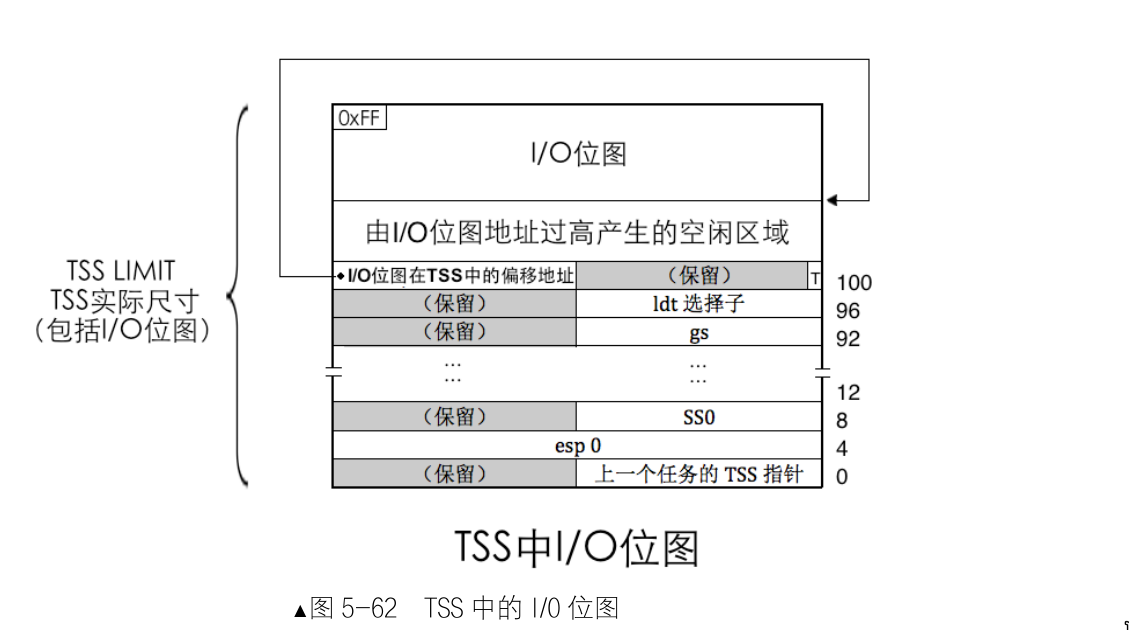 0xFF
I/O位图
由I/O位图地址过高产生的空闲区域
TSS LIMIT
TSS实际尺寸
（包括I/O位图）
I/O位图在TSS中的偏移地址 （保留） T 100
（保留） ldt 选择子 96
（保留） gs 92
... ...
... ...
12
（保留） SS0 8
esp 0 4
（保留） 上一个任务的 TSS 指针 0
TSS中I/O位图
▲图 5-62 TSS 中的 I/0 位图